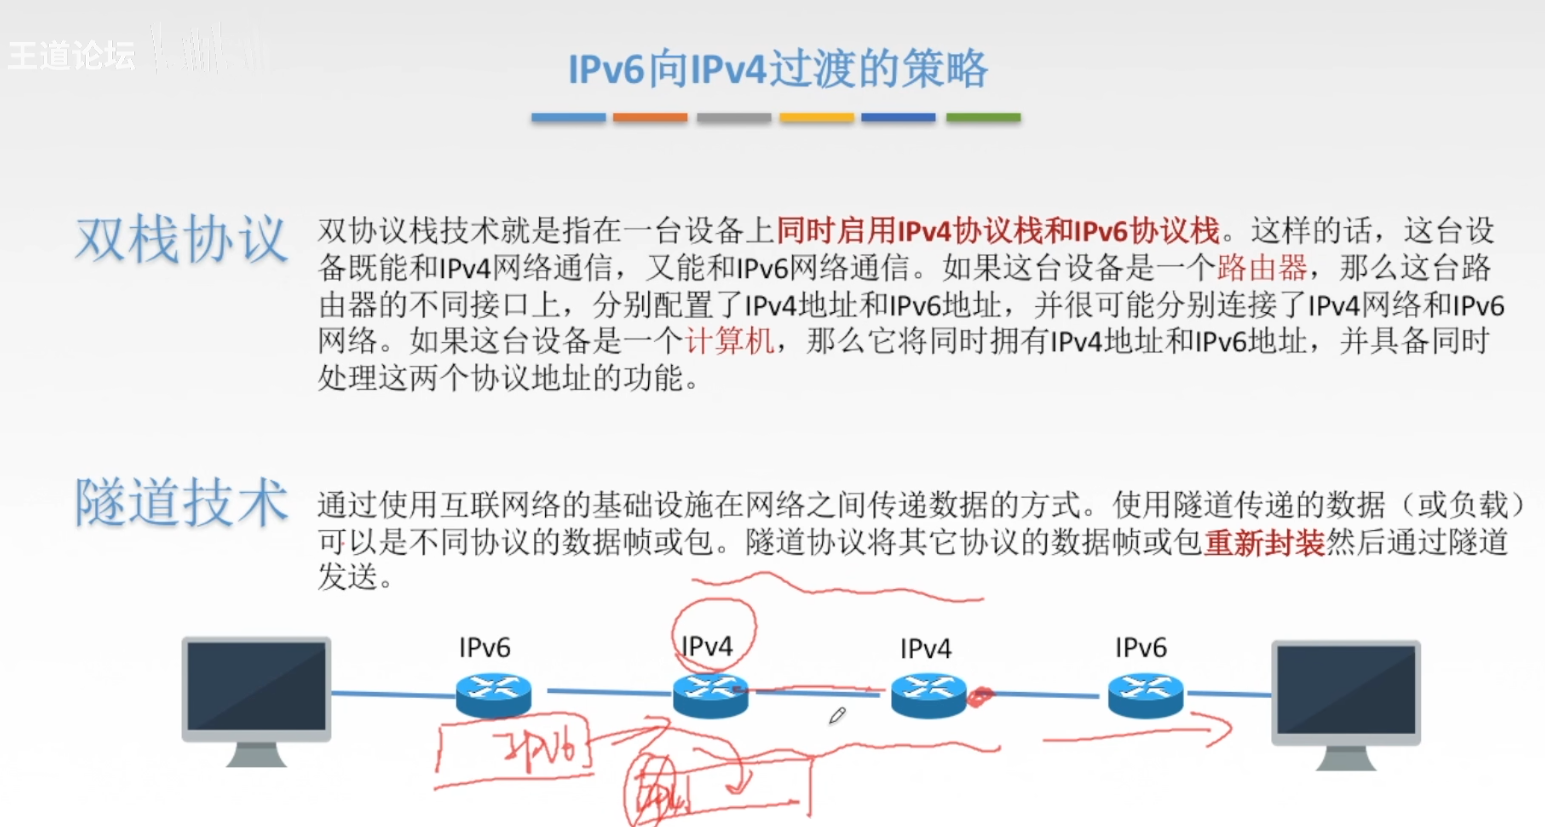 王道论坛
IPv6向IPv4过渡的策略
双栈协议
双协议栈技术就是指在一台设备上同时启用IPv4协议栈和IPv6协议栈。这样的话，这台设
备既能和IPv4网络通信，又能和IPv6网络通信。如果这台设备是一个路由器，那么这台路
由器的不同接口上，分别配置了IPv4地址和IPv6地址，并很可能分别连接了IPv4网络和IPv6
网络。如果这台设备是一个计算机，那么它将同时拥有IPv4地址和IPv6地址，并具备同时
处理这两个协议地址的功能。
隧道技术
通过使用互联网络的基础设施在网络之间传递数据的方式。使用隧道传递的数据（或负载）
可以是不同协议的数据帧或包。隧道协议将其它协议的数据帧或包重新封装然后通过隧道
发送。
IPv6
IPv4
IPv4
IPv6
IPV6